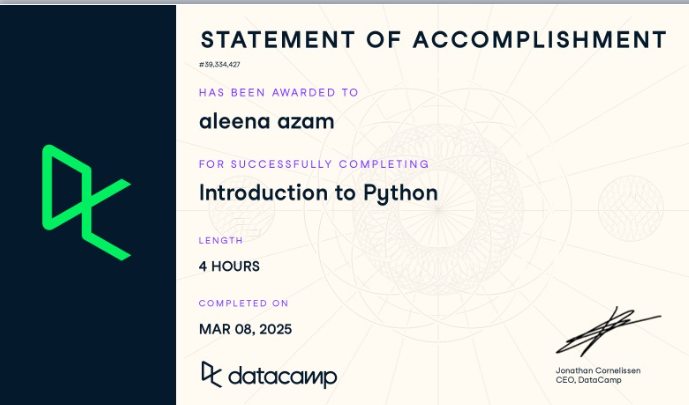 STATEMENT OF ACCOMPLISHMENT
#39,334,427
HAS BEEN AWARDED TO
aleena azam
FOR SUCCESSFULLY COMPLETING
Introduction to Python
LENGTH
4 HOURS
COMPLETED ON
MAR 08, 2025
datacamp
Jonathan Cornelissen
CEO, DataCamp